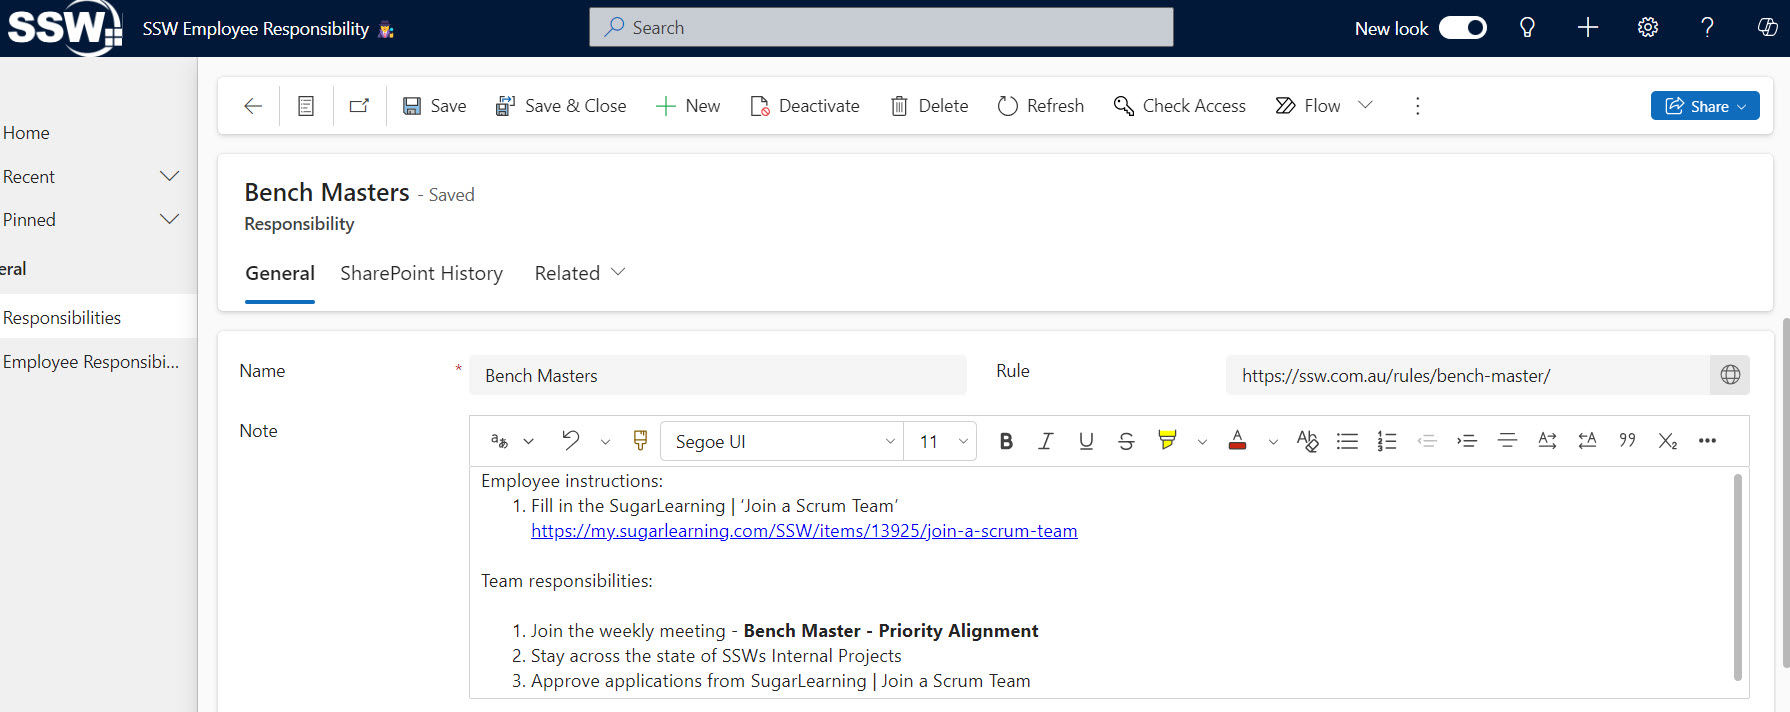 SSW
SSW Employee Responsibility
Search
New look
Home
Recent
Pinned
eral
Responsibilities
Employee Responsibi...
Save
Save & Close
New
Deactivate
Delete
Refresh
Check Access
Flow
Share
Bench Masters - Saved
Responsibility
General
SharePoint History
Related
Name *
Bench Masters
Rule
https://ssw.com.au/rules/bench-master/
Note
Segoe UI
11
Employee instructions:
1. Fill in the SugarLearning | ‘Join a Scrum Team’
https://my.sugarlearning.com/SSW/items/13925/join-a-scrum-team
Team responsibilities:
1. Join the weekly meeting - Bench Master - Priority Alignment
2. Stay across the state of SSWs Internal Projects
3. Approve applications from SugarLearning | Join a Scrum Team